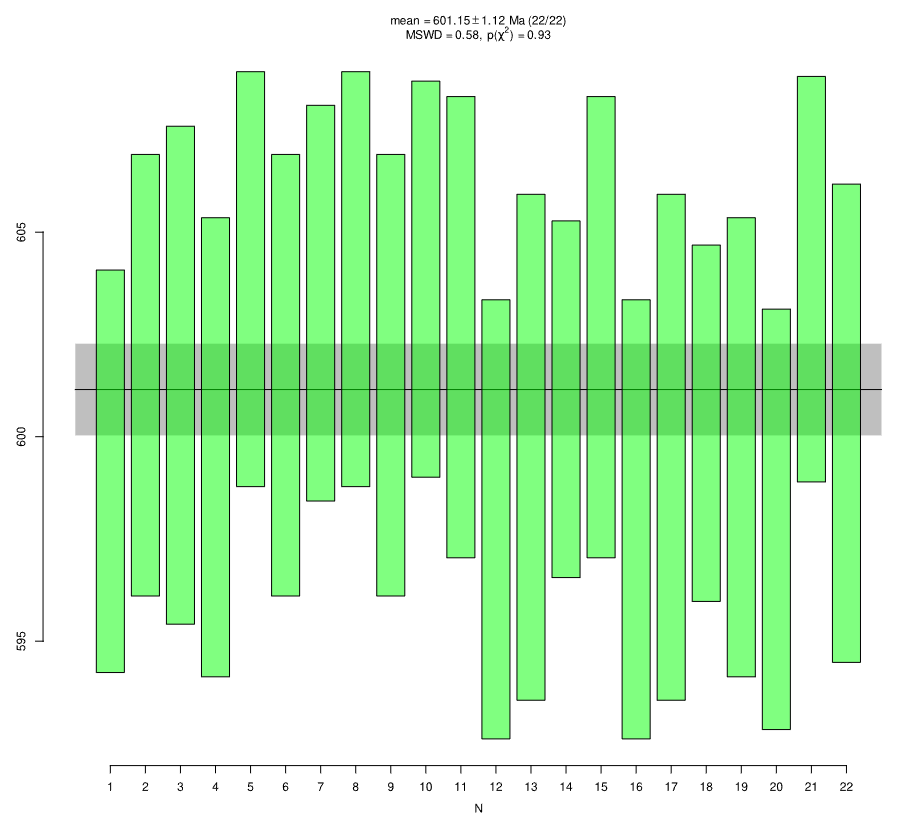 mean = 601.15 ± 1.12 Ma (22/22)
MSWD = 0.58, p(χ²) = 0.93
605
600
595
1 2 3 4 5 6 7 8 9 10 11 12 13 14 15 16 17 18 19 20 21 22
N